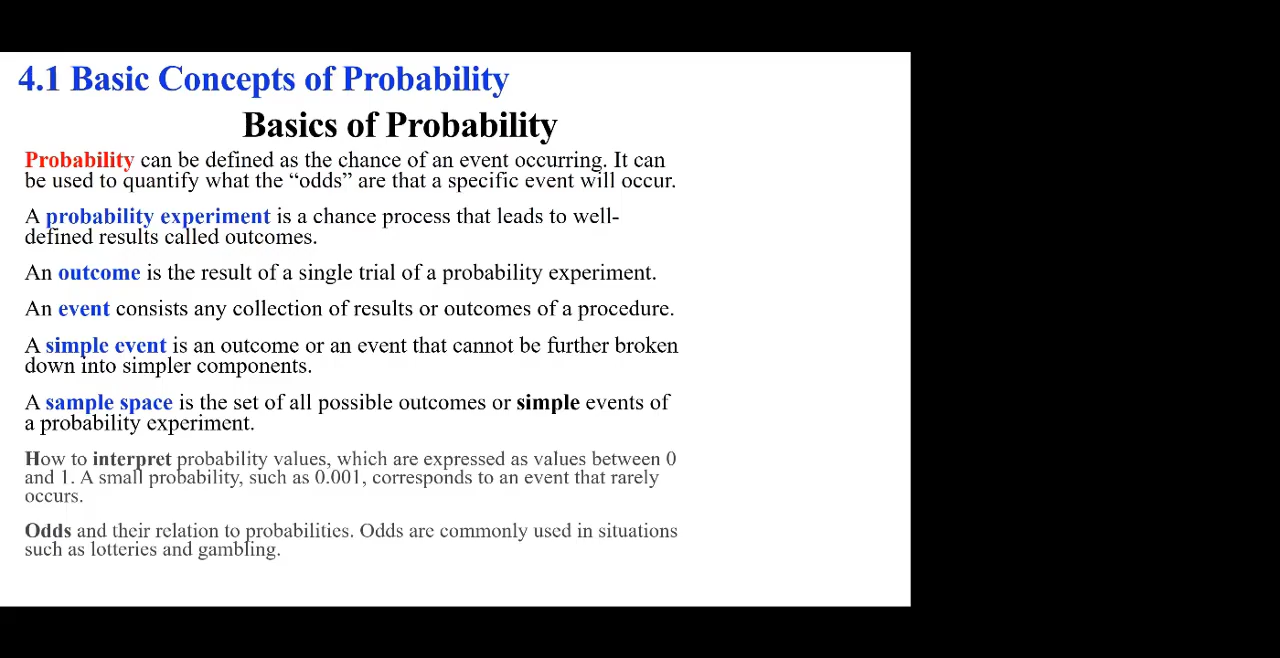 4.1 Basic Concepts of Probability
Basics of Probability
Probability can be defined as the chance of an event occurring. It can
be used to quantify what the “odds” are that a specific event will occur.
A probability experiment is a chance process that leads to well-
defined results called outcomes.
An outcome is the result of a single trial of a probability experiment.
An event consists any collection of results or outcomes of a procedure.
A simple event is an outcome or an event that cannot be further broken
down into simpler components.
A sample space is the set of all possible outcomes or simple events of
a probability experiment.
How to interpret probability values, which are expressed as values between 0
and 1. A small probability, such as 0.001, corresponds to an event that rarely
occurs.
Odds and their relation to probabilities. Odds are commonly used in situations
such as lotteries and gambling.